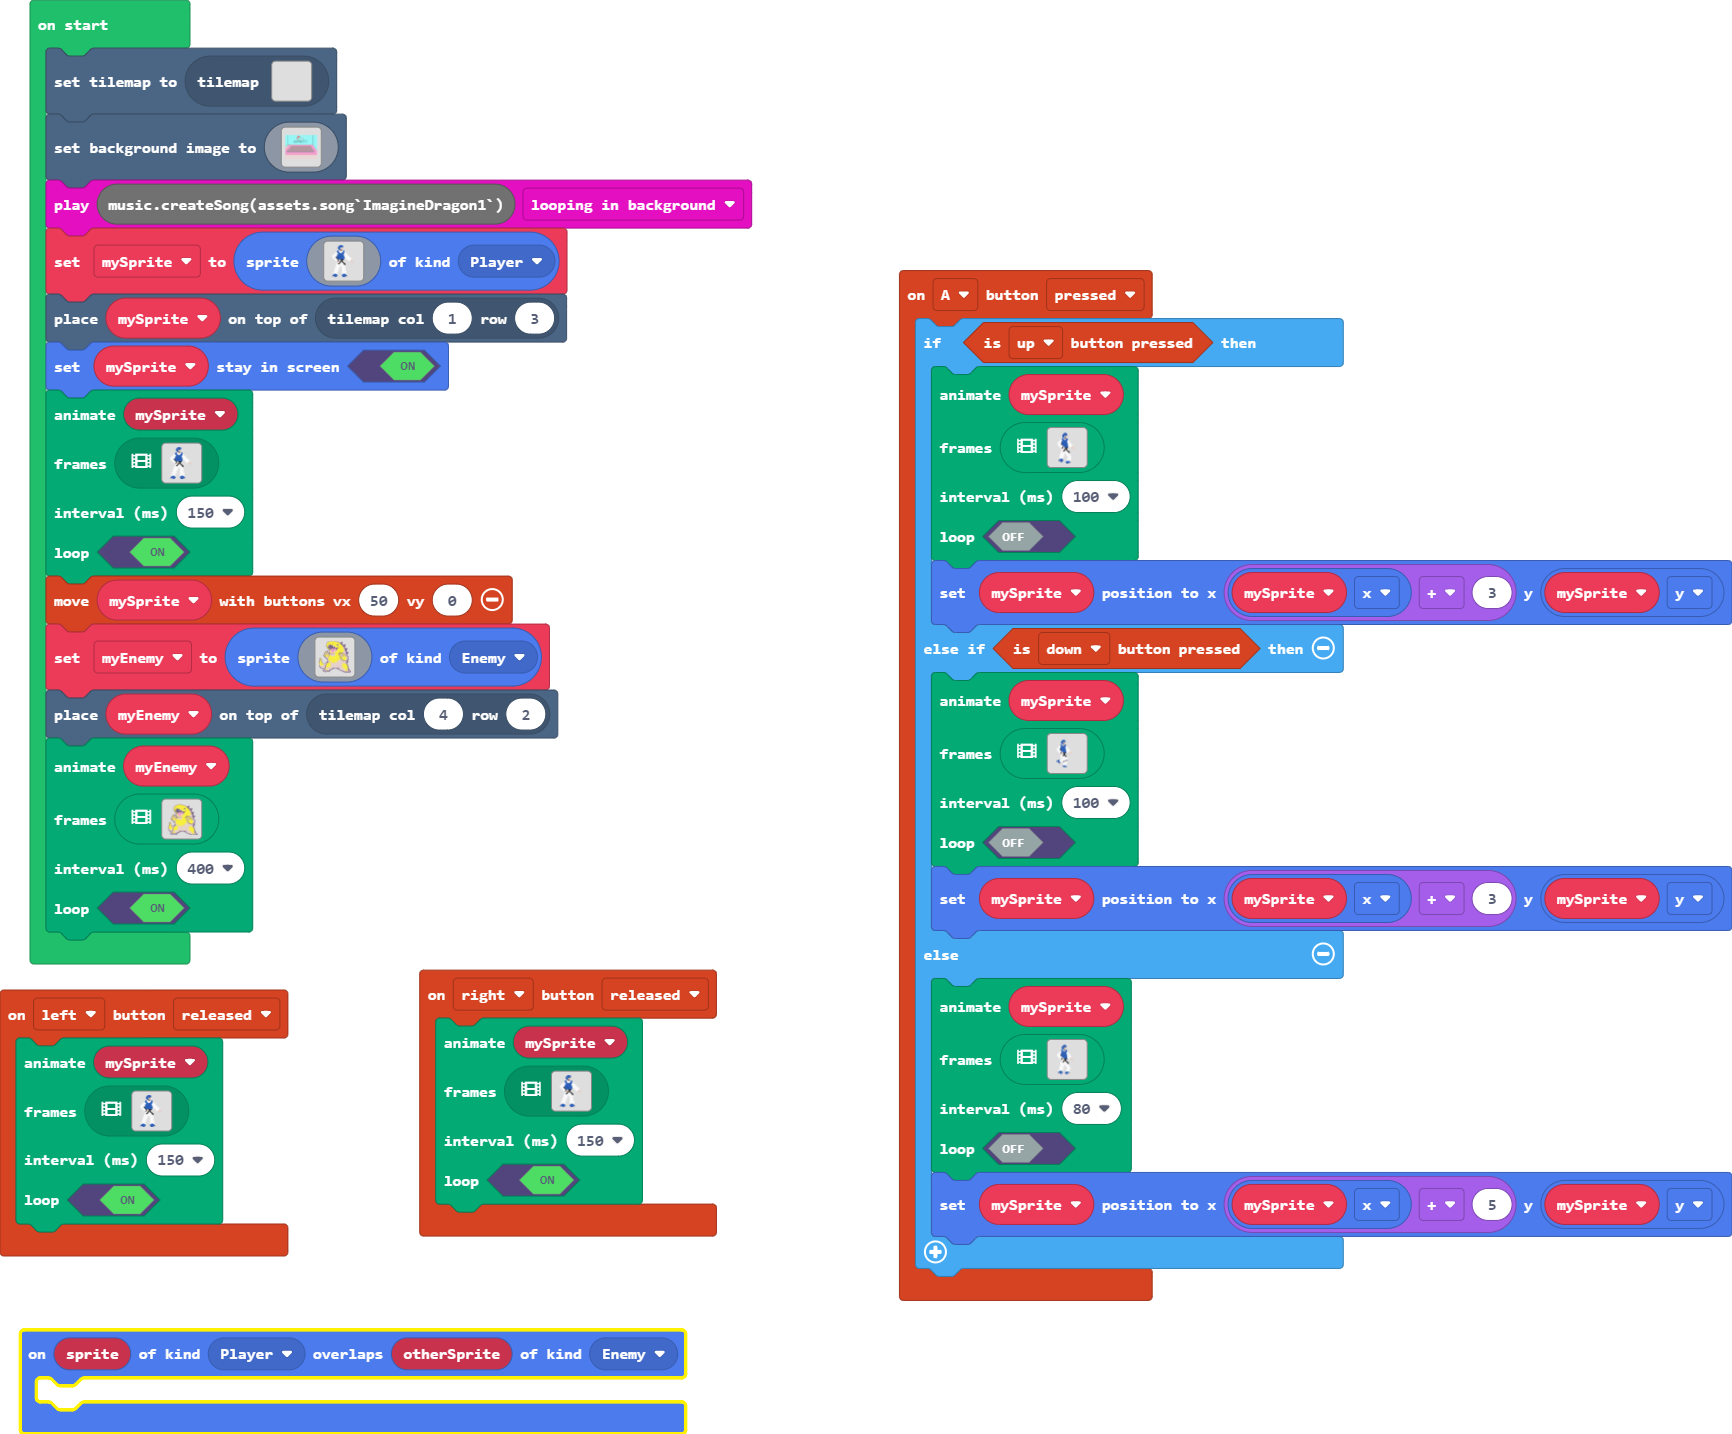 on start
set tilemap to tilemap
set background image to
play music.createSong(assets.song`ImagineDragon1`) looping in background
set mySprite to sprite of kind Player
place mySprite on top of tilemap col 1 row 3
set mySprite stay in screen ON
animate mySprite
frames
interval (ms) 150
loop ON
move mySprite with buttons vx 50 vy 0
set myEnemy to sprite of kind Enemy
place myEnemy on top of tilemap col 4 row 2
animate myEnemy
frames
interval (ms) 400
loop ON
on left button released
animate mySprite
frames
interval (ms) 150
loop ON
on right button released
animate mySprite
frames
interval (ms) 150
loop ON
on sprite of kind Player overlaps otherSprite of kind Enemy
on A button pressed
if is up button pressed then
animate mySprite
frames
interval (ms) 100
loop OFF
set mySprite position to x mySprite x + 3 y mySprite y
else if is down button pressed then
animate mySprite
frames
interval (ms) 100
loop OFF
set mySprite position to x mySprite x + 3 y mySprite y
else
animate mySprite
frames
interval (ms) 80
loop OFF
set mySprite position to x mySprite x + 5 y mySprite y